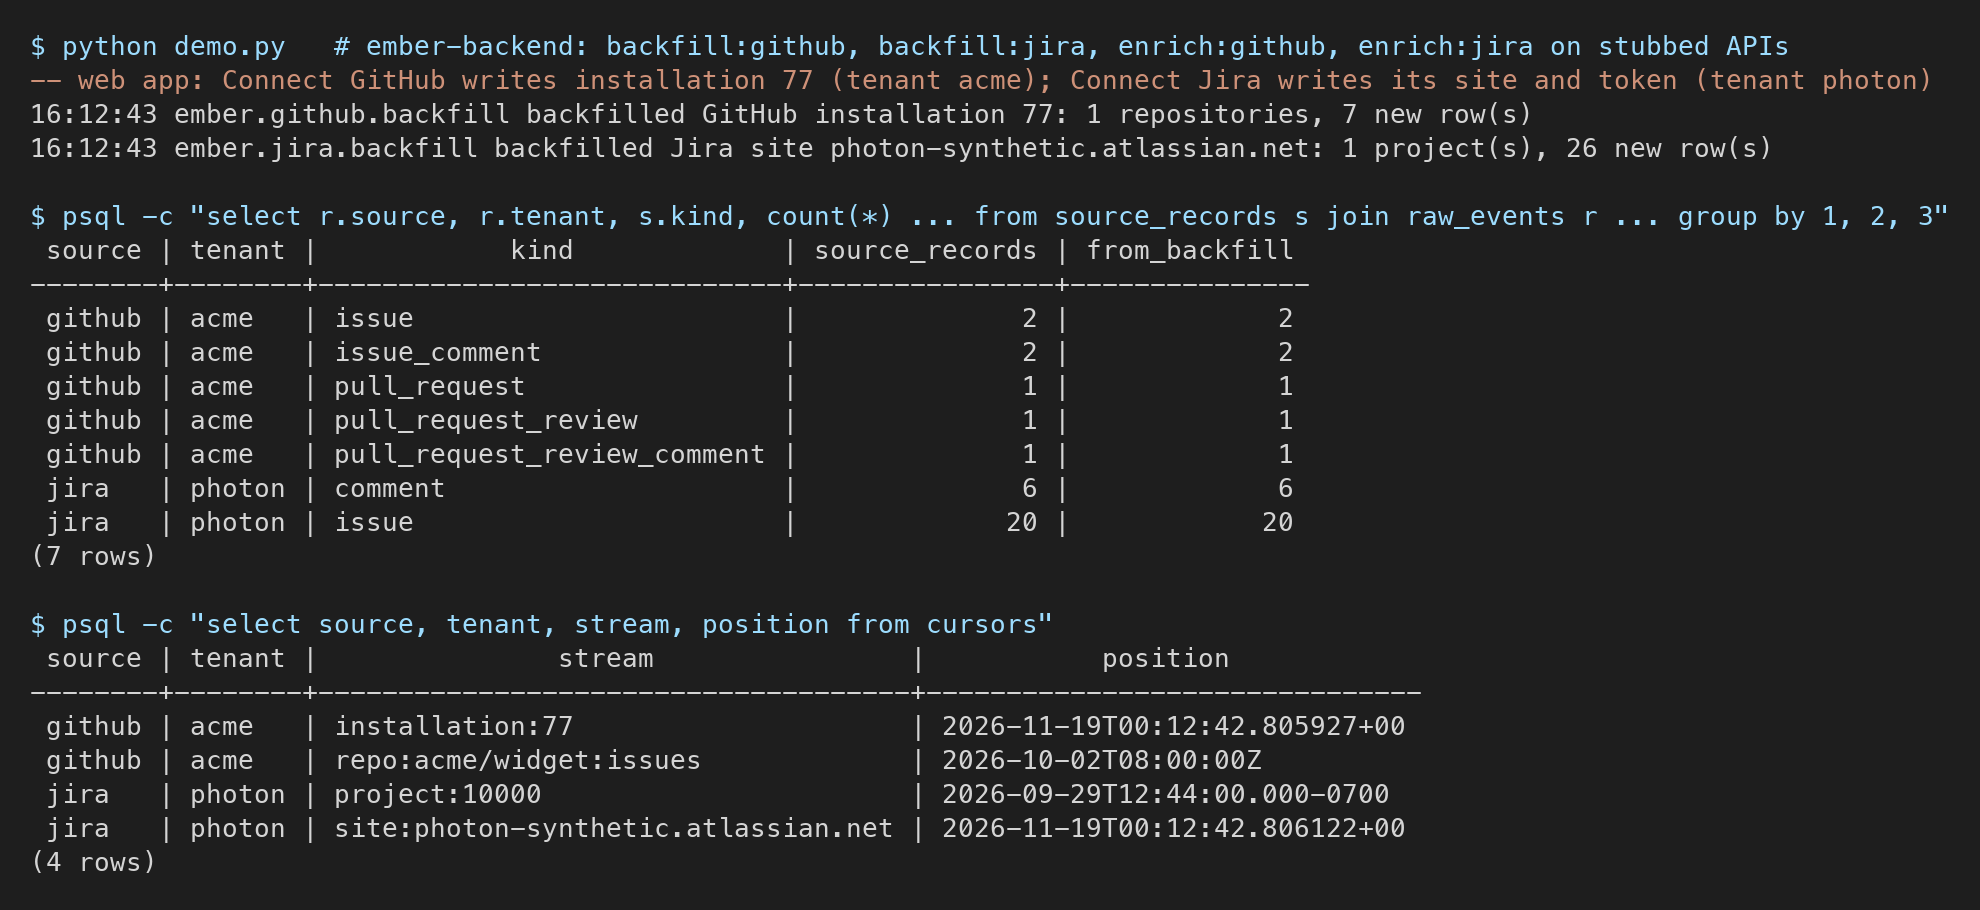 $ python demo.py   # ember-backend: backfill:github, backfill:jira, enrich:github, enrich:jira on stubbed APIs
-- web app: Connect GitHub writes installation 77 (tenant acme); Connect Jira writes its site and token (tenant photon)
16:12:43 ember.github.backfill backfilled GitHub installation 77: 1 repositories, 7 new row(s)
16:12:43 ember.jira.backfill backfilled Jira site photon-synthetic.atlassian.net: 1 project(s), 26 new row(s)

$ psql -c "select r.source, r.tenant, s.kind, count(*) ... from source_records s join raw_events r ... group by 1, 2, 3"
 source | tenant |            kind             | source_records | from_backfill
--------+--------+-----------------------------+----------------+---------------
 github | acme   | issue                       |              2 |             2
 github | acme   | issue_comment               |              2 |             2
 github | acme   | pull_request                |              1 |             1
 github | acme   | pull_request_review         |              1 |             1
 github | acme   | pull_request_review_comment |              1 |             1
 jira   | photon | comment                     |              6 |             6
 jira   | photon | issue                       |             20 |            20
(7 rows)

$ psql -c "select source, tenant, stream, position from cursors"
 source | tenant |               stream                |           position
--------+--------+-------------------------------------+-------------------------------
 github | acme   | installation:77                     | 2026-11-19T00:12:42.805927+00
 github | acme   | repo:acme/widget:issues             | 2026-10-02T08:00:00Z
 jira   | photon | project:10000                       | 2026-09-29T12:44:00.000-0700
 jira   | photon | site:photon-synthetic.atlassian.net | 2026-11-19T00:12:42.806122+00
(4 rows)